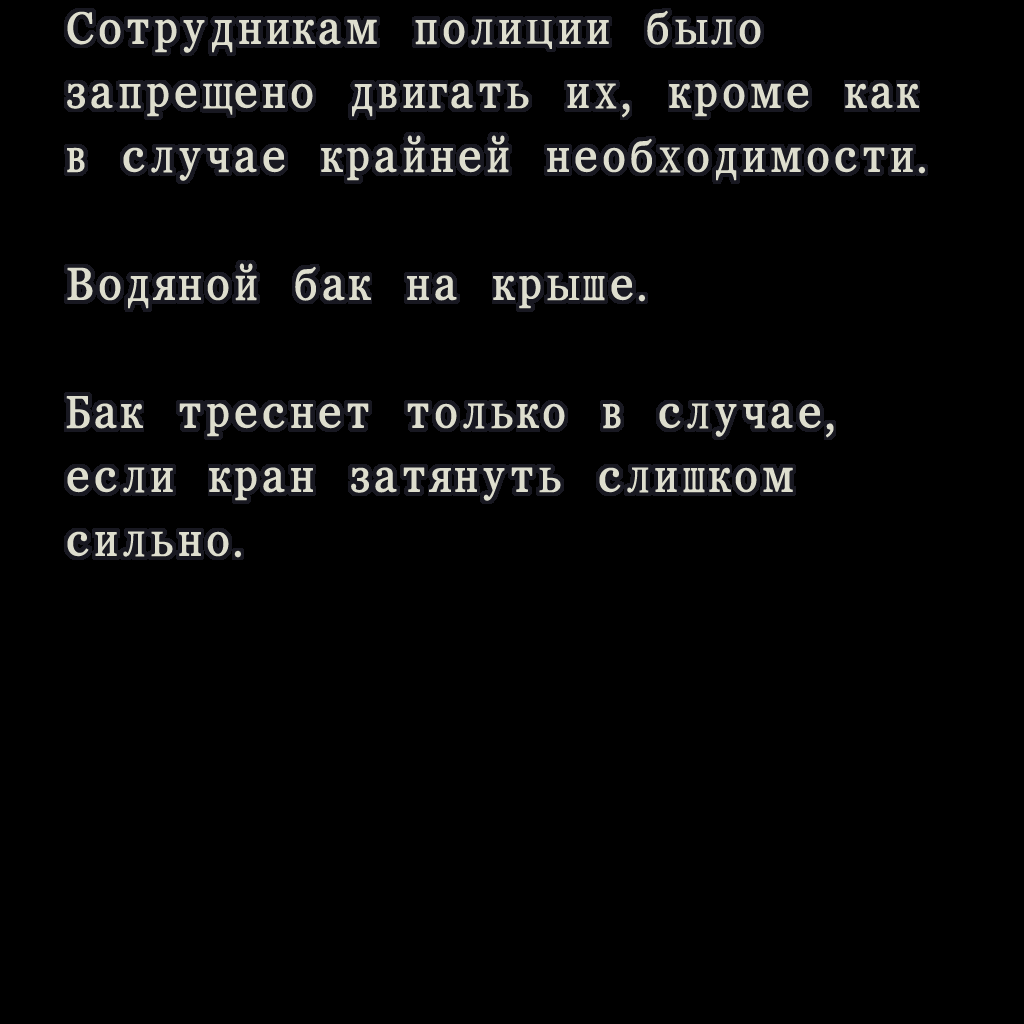 Сотрудникам полиции было
запрещено двигать их, кроме как
в случае крайней необходимости.
Водяной бак на крыше.
Бак треснет только в случае,
если кран затянуть слишком
сильно.